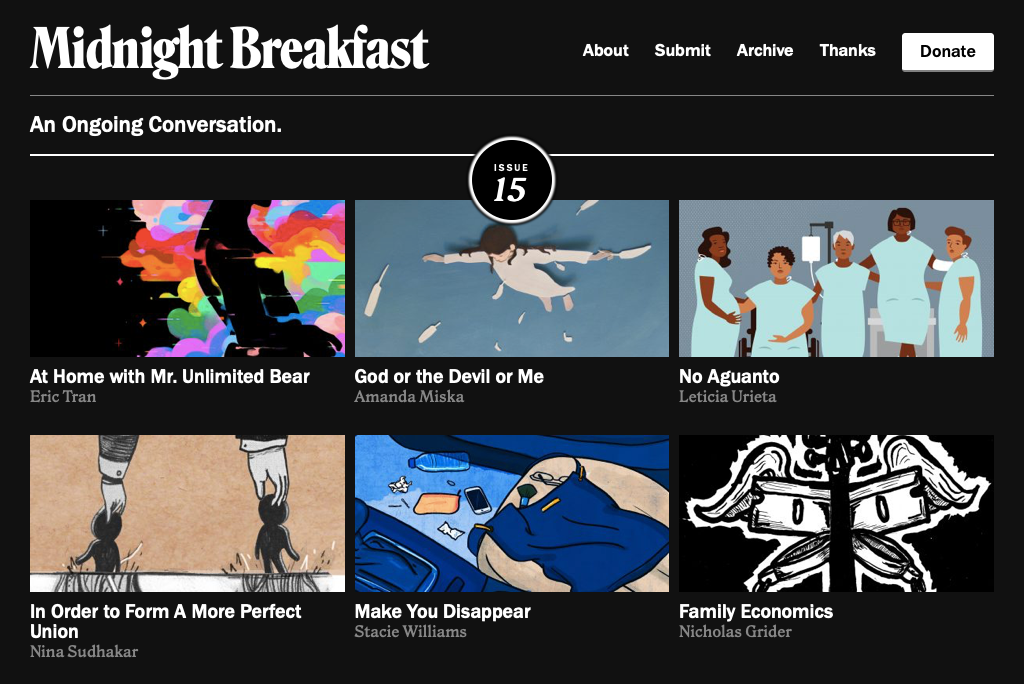 Midnight Breakfast
About Submit Archive Thanks Donate
An Ongoing Conversation.
ISSUE
15
At Home with Mr. Unlimited Bear
Eric Tran
God or the Devil or Me
Amanda Miska
No Aguanto
Leticia Urieta
In Order to Form A More Perfect
Union
Nina Sudhakar
Make You Disappear
Stacie Williams
Family Economics
Nicholas Grider